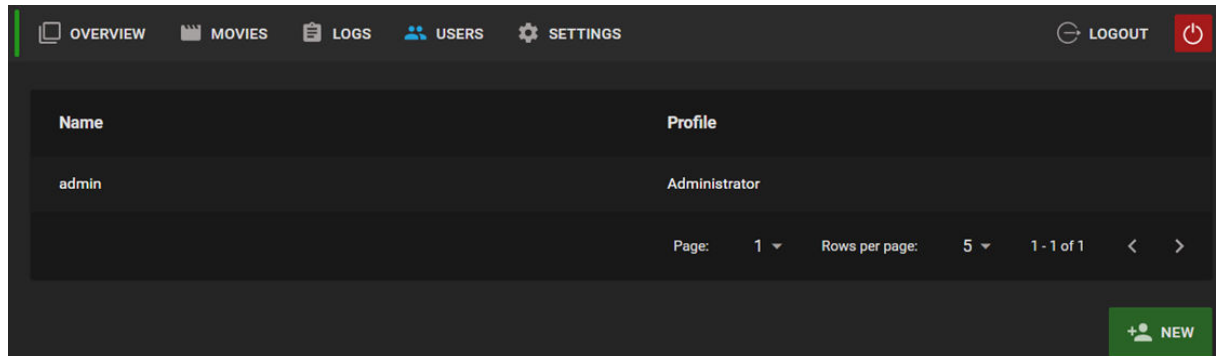 OVERVIEW MOVIES LOGS USERS SETTINGS LOGOUT
Name Profile
admin Administrator
Page: 1 Rows per page: 5 1 - 1 of 1
NEW